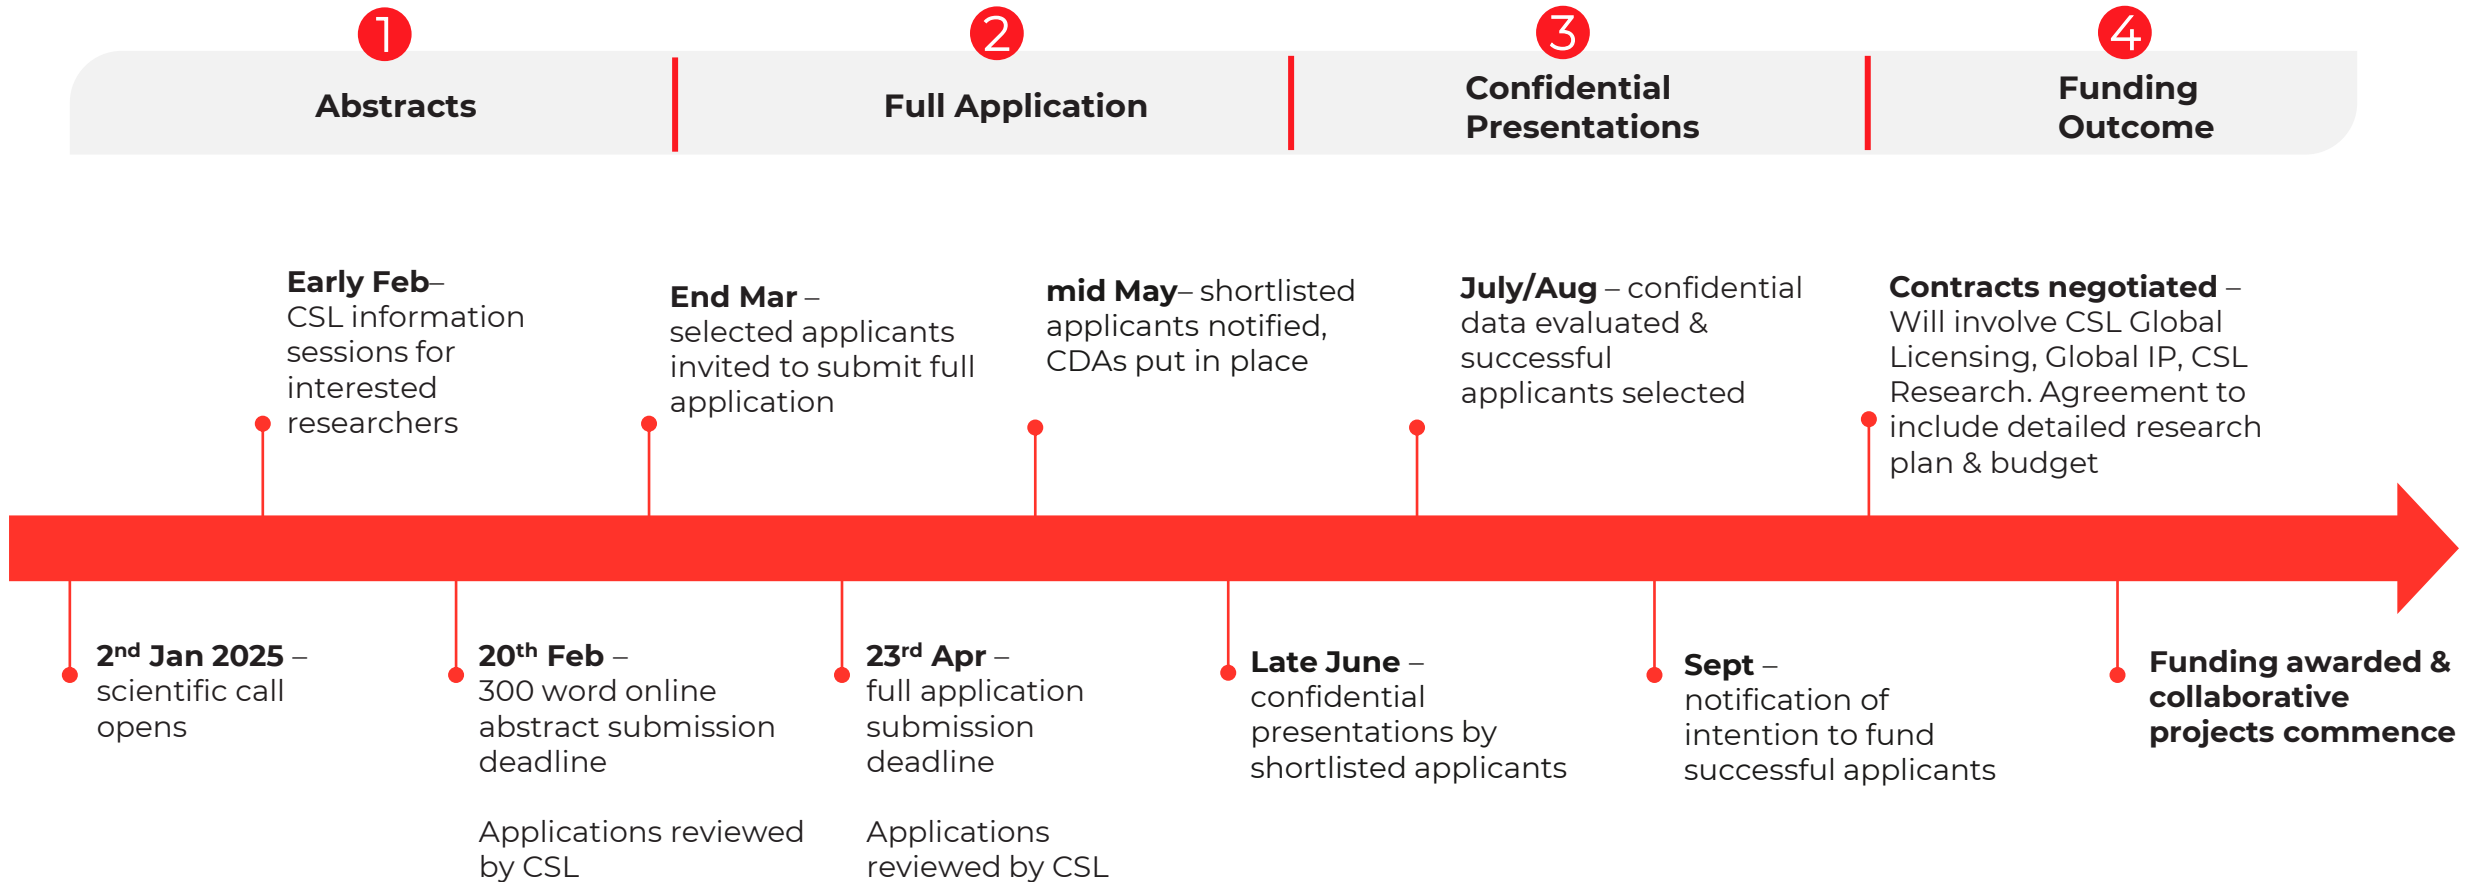 1
Abstracts
2
Full Application
3
Confidential
Presentations
4
Funding
Outcome
Early Feb–
CSL information
sessions for
interested
researchers
End Mar –
selected applicants
invited to submit full
application
mid May– shortlisted
applicants notified,
CDAs put in place
July/Aug – confidential
data evaluated &
successful
applicants selected
Contracts negotiated –
Will involve CSL Global
Licensing, Global IP, CSL
Research. Agreement to
include detailed research
plan & budget
2nd Jan 2025 –
scientific call
opens
20th Feb –
300 word online
abstract submission
deadline
Applications reviewed
by CSL
23rd Apr –
full application
submission
deadline
Applications
reviewed by CSL
Late June –
confidential
presentations by
shortlisted applicants
Sept –
notification of
intention to fund
successful applicants
Funding awarded &
collaborative
projects commence